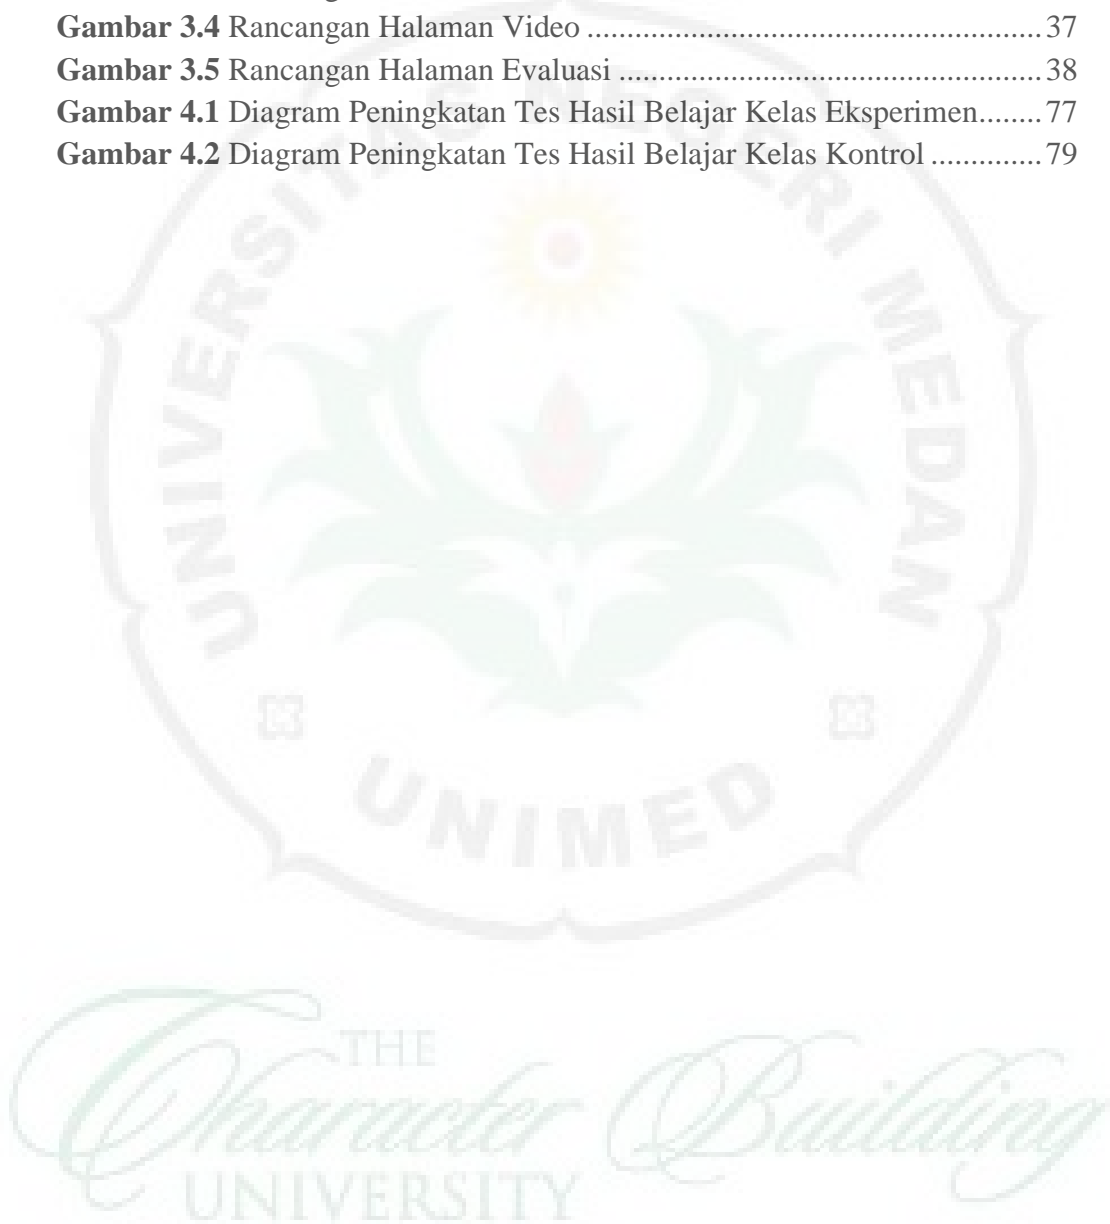 Gambar 3.4 Rancangan Halaman Video ........................................................ 37
Gambar 3.5 Rancangan Halaman Evaluasi .................................................... 38
Gambar 4.1 Diagram Peningkatan Tes Hasil Belajar Kelas Eksperimen........ 77
Gambar 4.2 Diagram Peningkatan Tes Hasil Belajar Kelas Kontrol .............. 79
UNIVERSITAS NEGERI MEDAN
UNIMED
THE
Character Building
UNIVERSITY